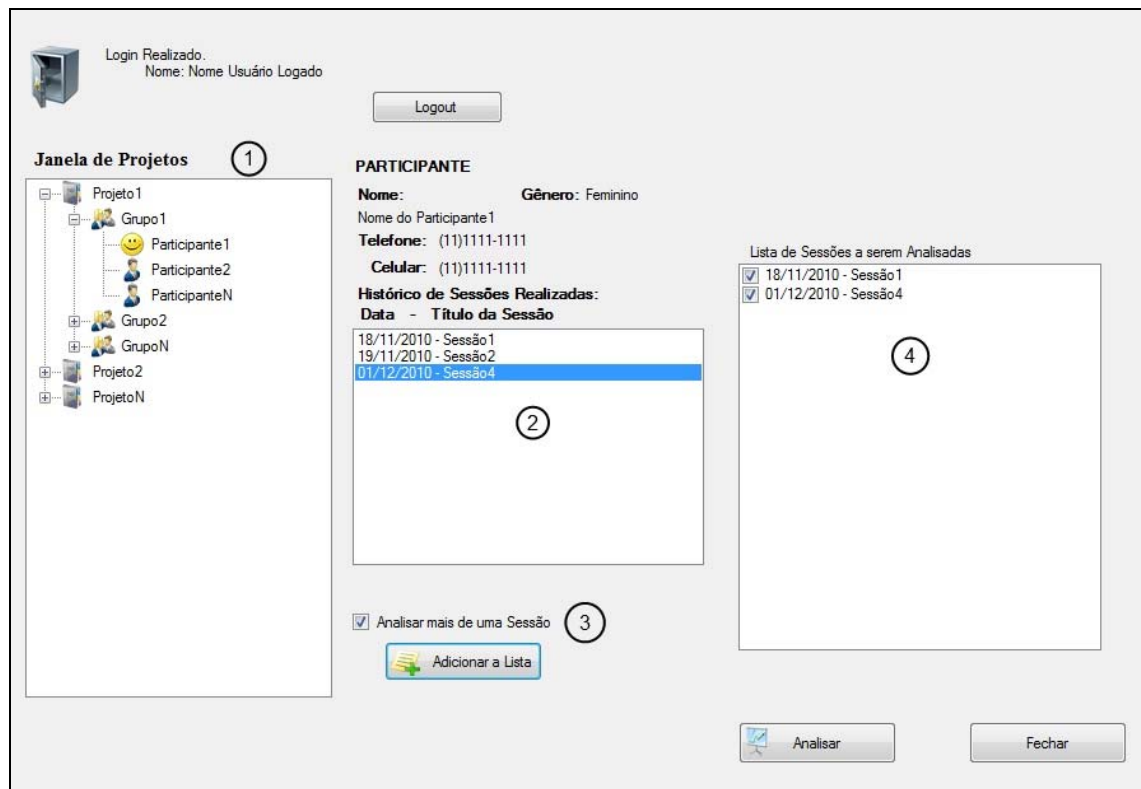 Login Realizado.
Nome: Nome Usuário Logado
Logout
Janela de Projetos
1
Projeto1
Grupo1
Participante1
Participante2
ParticipanteN
Grupo2
GrupoN
Projeto2
ProjetoN
PARTICIPANTE
Nome: Gênero: Feminino
Nome do Participante1
Telefone: (11)1111-1111
Celular: (11)1111-1111
Histórico de Sessões Realizadas:
Data - Título da Sessão
18/11/2010 - Sessão1
19/11/2010 - Sessão2
01/12/2010 - Sessão4
2
Analisar mais de uma Sessão
3
Adicionar a Lista
Lista de Sessões a serem Analisadas
18/11/2010 - Sessão1
01/12/2010 - Sessão4
4
Analisar
Fechar